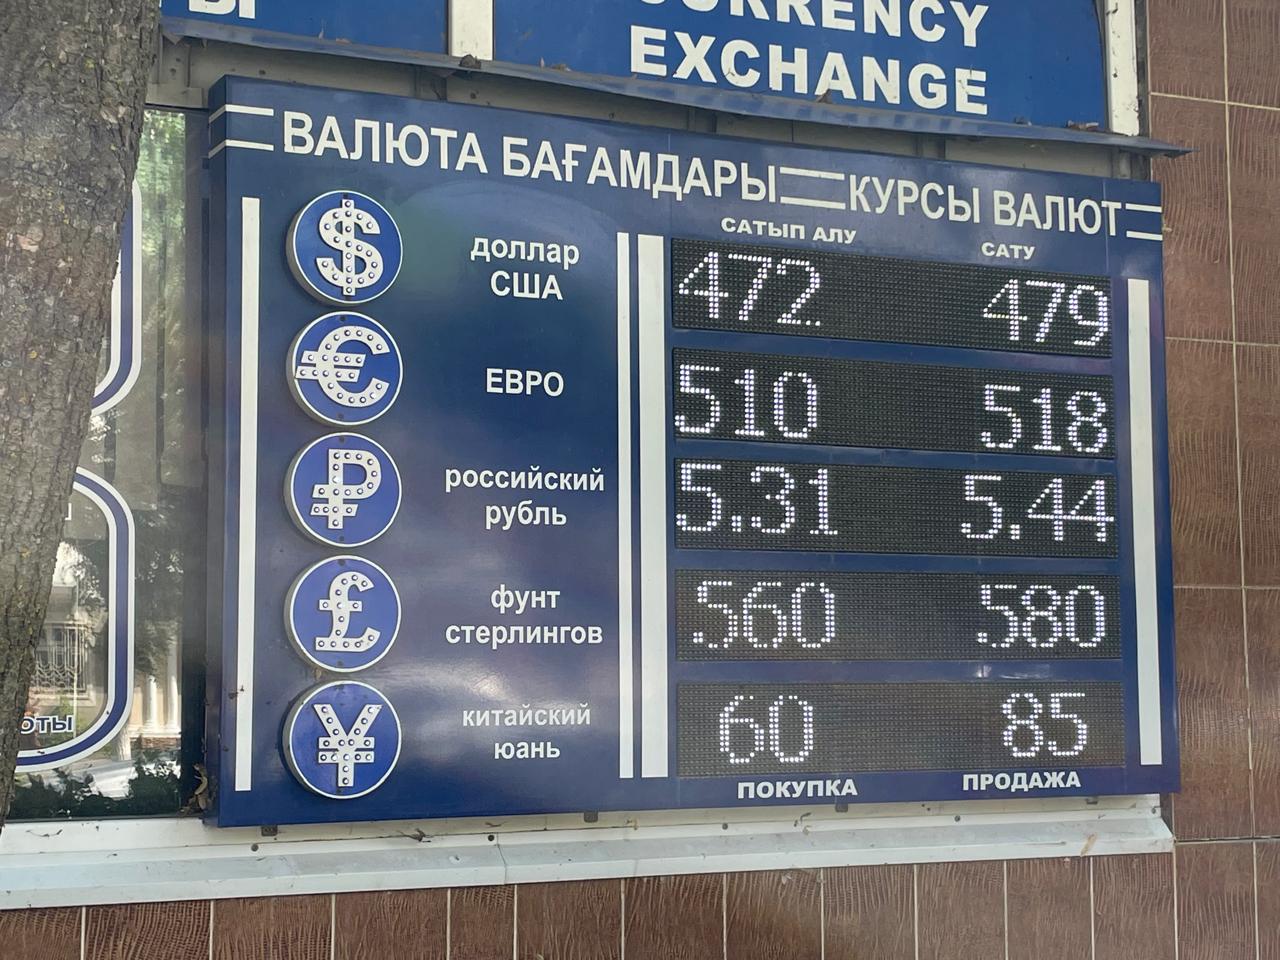 CURRENCY
EXCHANGE
ВАЛЮТА БАҒАМДАРЫ КУРСЫ ВАЛЮТ
САТЫП АЛУ САТУ
$ доллар США 472 479
€ ЕВРО 510 518
₽ российский рубль 5.31 5.44
£ фунт стерлингов 560 580
¥ китайский юань 60 85
ПОКУПКА ПРОДАЖА